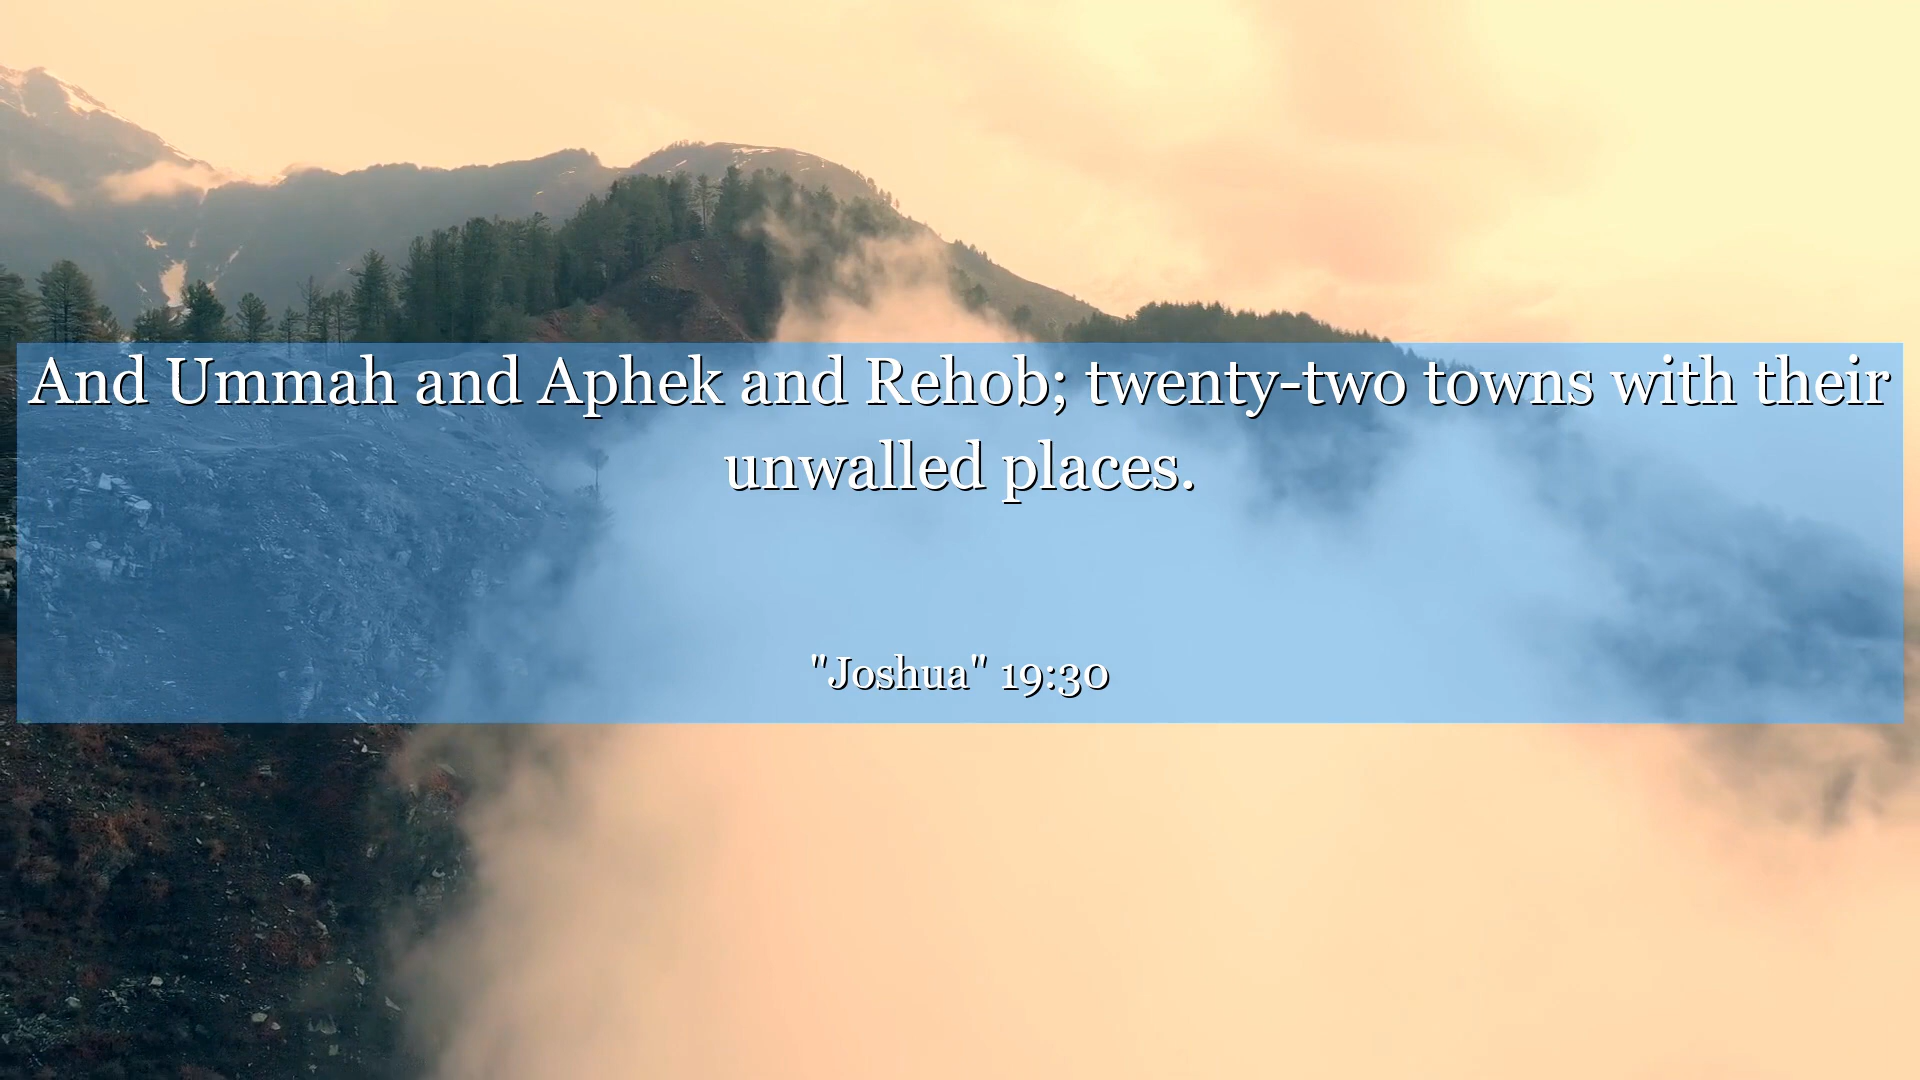 And Ummah and Aphek and Rehob; twenty-two towns with their
unwalled places.
"Joshua" 19:30